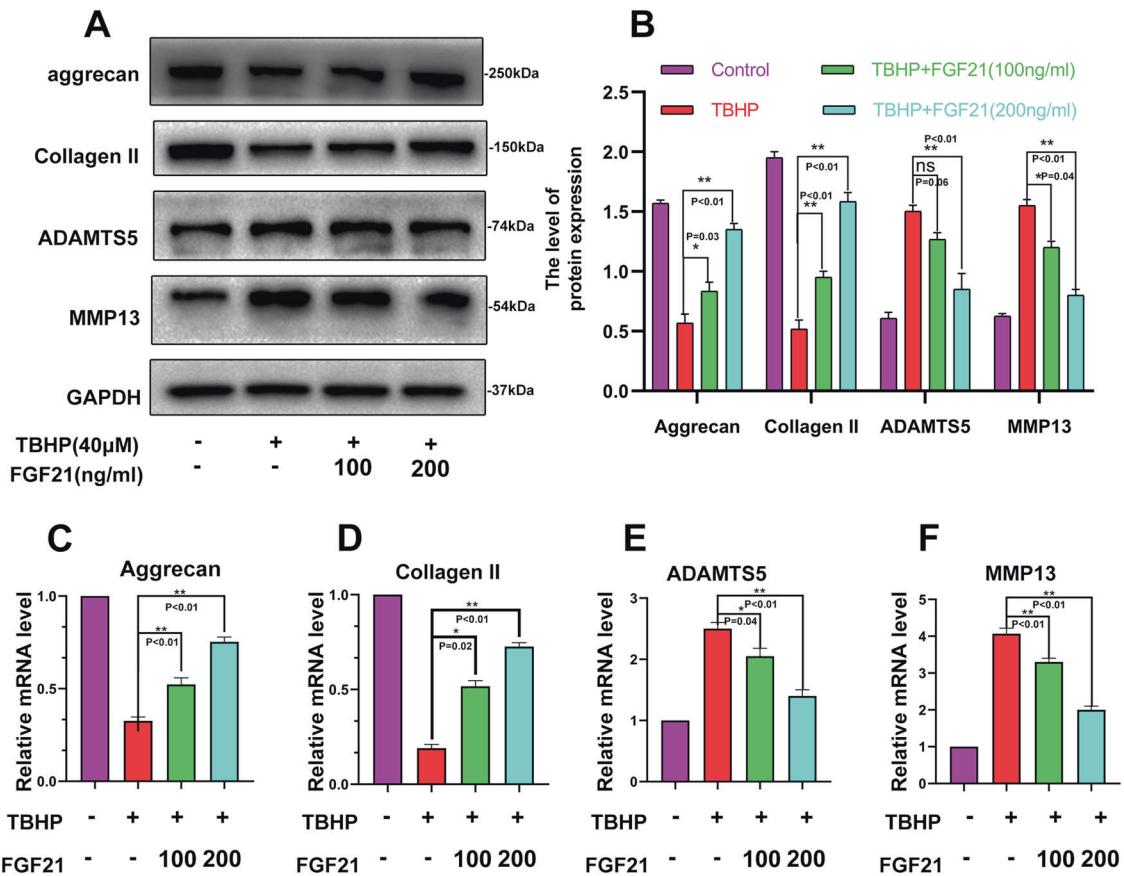 A
aggrecan
-250kDa
Collagen II
-150kDa
ADAMTS5
-74kDa
MMP13
-54kDa
GAPDH
-37kDa
TBHP(40μM) - + + +
FGF21(ng/ml) - - 100 200
B
Control
TBHP+FGF21(100ng/ml)
TBHP
TBHP+FGF21(200ng/ml)
The level of
protein expression
2.5
2.0
1.5
1.0
0.5
0.0
**
P<0.01
P=0.03
*
**
P<0.01
P<0.01
**
P<0.01
**
ns
P=0.06
**
P<0.01
*P=0.04
Aggrecan Collagen II ADAMTS5 MMP13
C
Aggrecan
Relative mRNA level
1.0
0.5
0.0
**
P<0.01
**
P<0.01
TBHP - + + +
FGF21 - - 100 200
D
Collagen II
Relative mRNA level
1.0
0.5
0.0
**
P<0.01
*
P=0.02
TBHP - + + +
FGF21 - - 100 200
E
ADAMTS5
Relative mRNA level
3
2
1
0
**
P<0.01
*
P=0.04
TBHP - + + +
FGF21 - - 100 200
F
MMP13
Relative mRNA level
5
4
3
2
1
0
**
P<0.01
**
P<0.01
TBHP - + + +
FGF21 - - 100 200